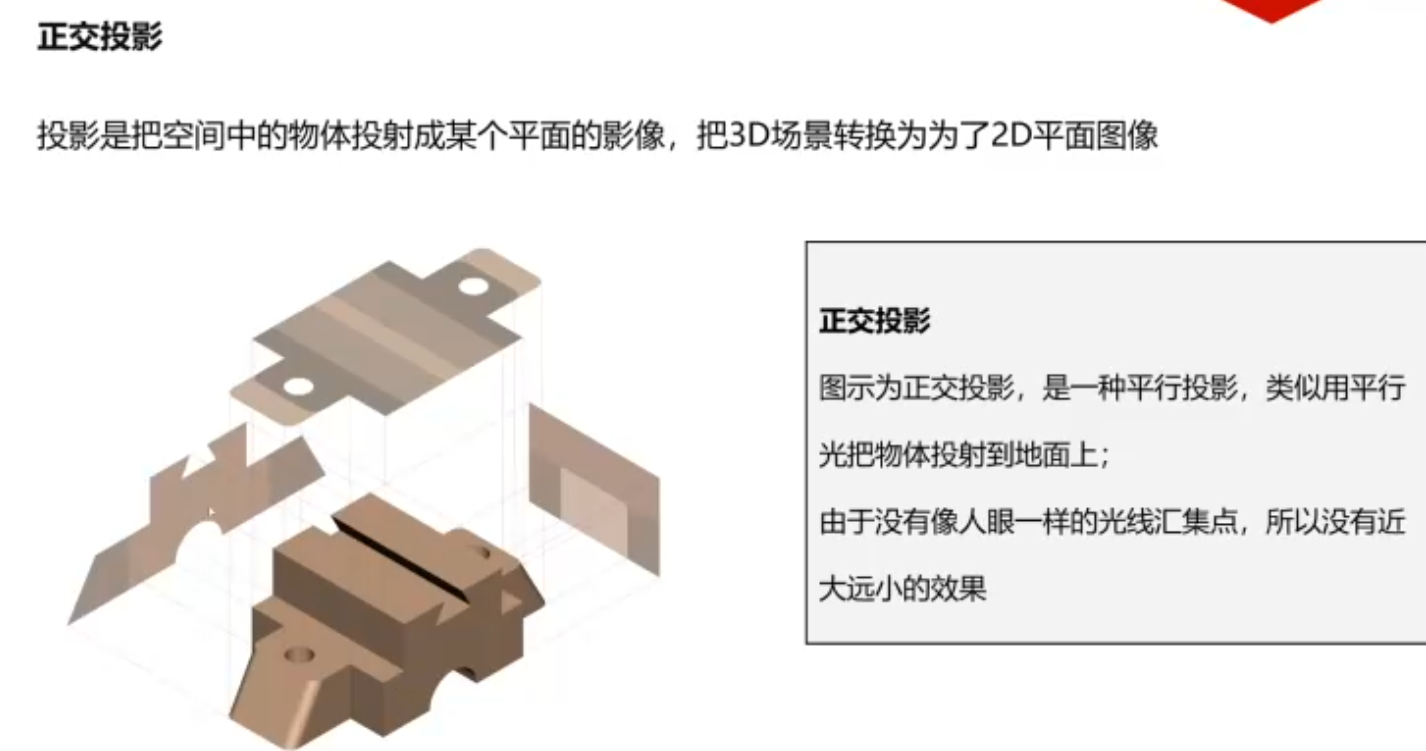 正交投影
投影是把空间中的物体投射成某个平面的影像，把3D场景转换为为了2D平面图像
正交投影
图示为正交投影，是一种平行投影，类似用平行
光把物体投射到地面上；
由于没有像人眼一样的光线汇集点，所以没有近
大远小的效果